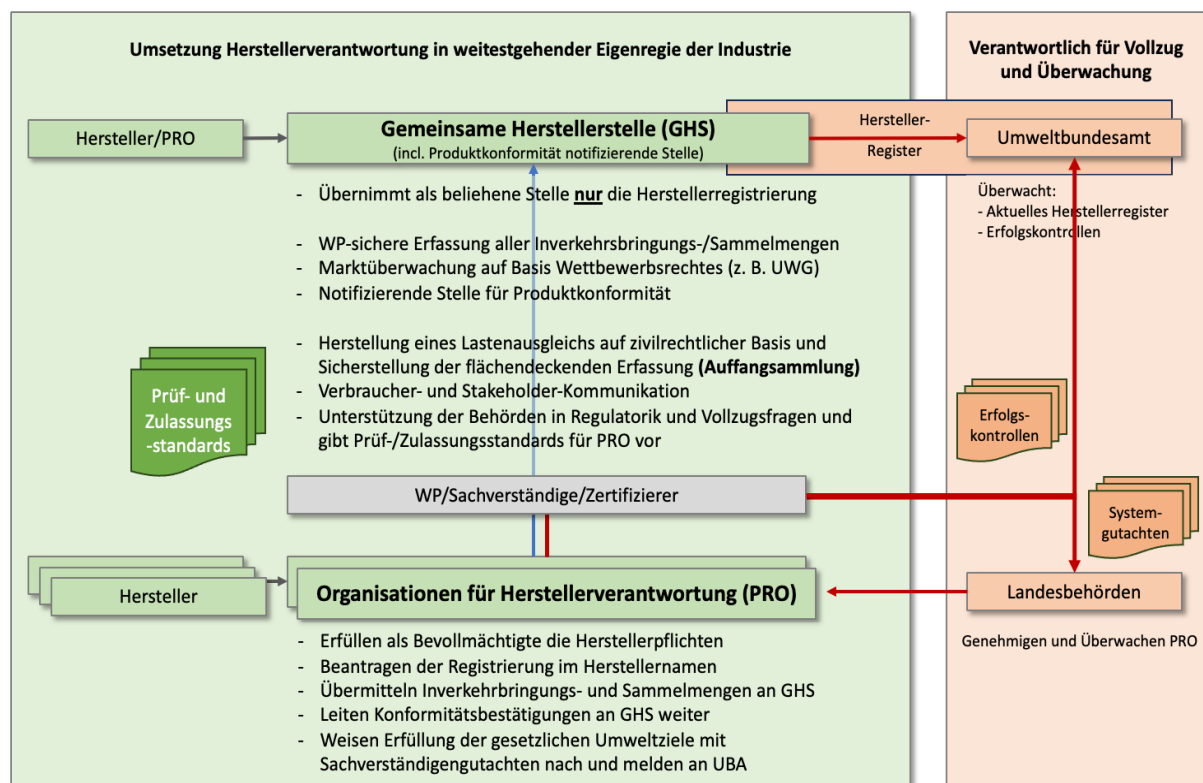 Umsetzung Herstellerverantwortung in weitestgehender Eigenregie der Industrie
Verantwortlich für Vollzug
und Überwachung
Hersteller/PRO
Gemeinsame Herstellerstelle (GHS)
(incl. Produktkonformität notifizierende Stelle)
Hersteller-
Register
Umweltbundesamt
- Übernimmt als beliehene Stelle nur die Herstellerregistrierung
- WP-sichere Erfassung aller Inverkehrsbringungs-/Sammelmengen
- Marktüberwachung auf Basis Wettbewerbsrechtes (z. B. UWG)
- Notifizierende Stelle für Produktkonformität
- Herstellung eines Lastenausgleichs auf zivilrechtlicher Basis und
Sicherstellung der flächendeckenden Erfassung (Auffangsammlung)
- Verbraucher- und Stakeholder-Kommunikation
- Unterstützung der Behörden in Regulatorik und Vollzugsfragen und
gibt Prüf-/Zulassungsstandards für PRO vor
Überwacht:
- Aktuelles Herstellerregister
- Erfolgskontrollen
Prüf- und
Zulassungs
-standards
Erfolgs-
kontrollen
WP/Sachverständige/Zertifizierer
System-
gutachten
Hersteller
Organisationen für Herstellerverantwortung (PRO)
Landesbehörden
- Erfüllen als Bevollmächtigte die Herstellerpflichten
- Beantragen der Registrierung im Herstellernamen
- Übermitteln Inverkehrbringungs- und Sammelmengen an GHS
- Leiten Konformitätsbestätigungen an GHS weiter
- Weisen Erfüllung der gesetzlichen Umweltziele mit
Sachverständigengutachten nach und melden an UBA
Genehmigen und Überwachen PRO